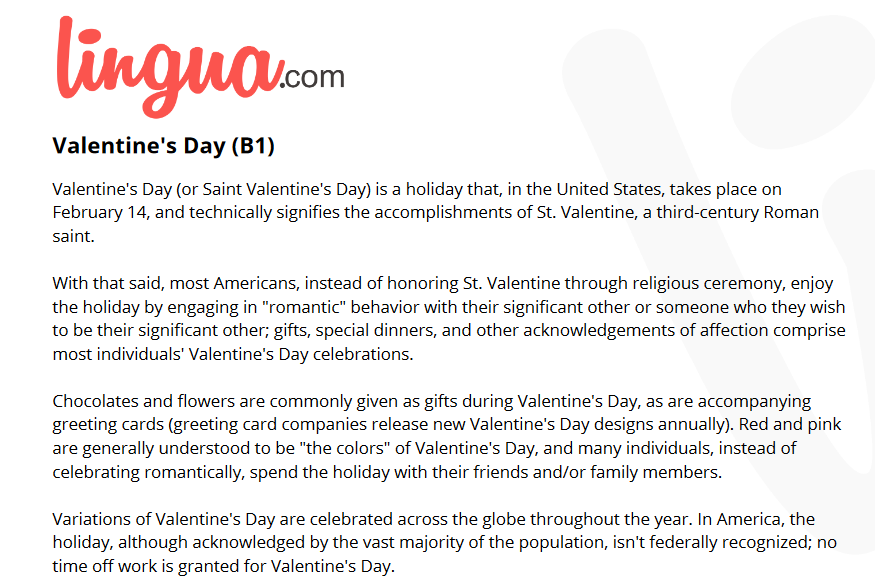 lingua.com
Valentine's Day (B1)
Valentine's Day (or Saint Valentine's Day) is a holiday that, in the United States, takes place on
February 14, and technically signifies the accomplishments of St. Valentine, a third-century Roman
saint.
With that said, most Americans, instead of honoring St. Valentine through religious ceremony, enjoy
the holiday by engaging in "romantic" behavior with their significant other or someone who they wish
to be their significant other; gifts, special dinners, and other acknowledgements of affection comprise
most individuals' Valentine's Day celebrations.
Chocolates and flowers are commonly given as gifts during Valentine's Day, as are accompanying
greeting cards (greeting card companies release new Valentine's Day designs annually). Red and pink
are generally understood to be "the colors" of Valentine's Day, and many individuals, instead of
celebrating romantically, spend the holiday with their friends and/or family members.
Variations of Valentine's Day are celebrated across the globe throughout the year. In America, the
holiday, although acknowledged by the vast majority of the population, isn't federally recognized; no
time off work is granted for Valentine's Day.